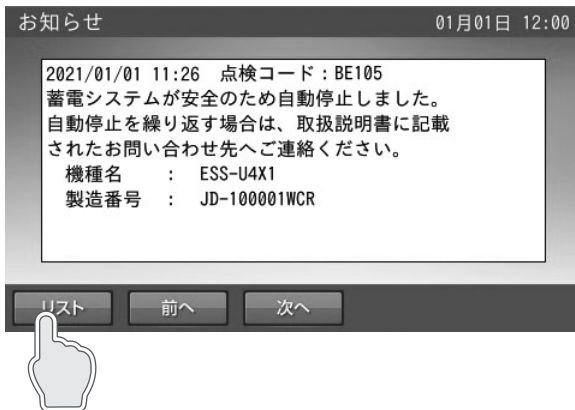 お知らせ 01月01日 12:00
2021/01/01 11:26 点検コード：BE105
蓄電システムが安全のため自動停止しました。
自動停止を繰り返す場合は、取扱説明書に記載
されたお問い合わせ先へご連絡ください。
機種名 ： ESS-U4X1
製造番号 ： JD-100001WCR
リスト 前へ 次へ